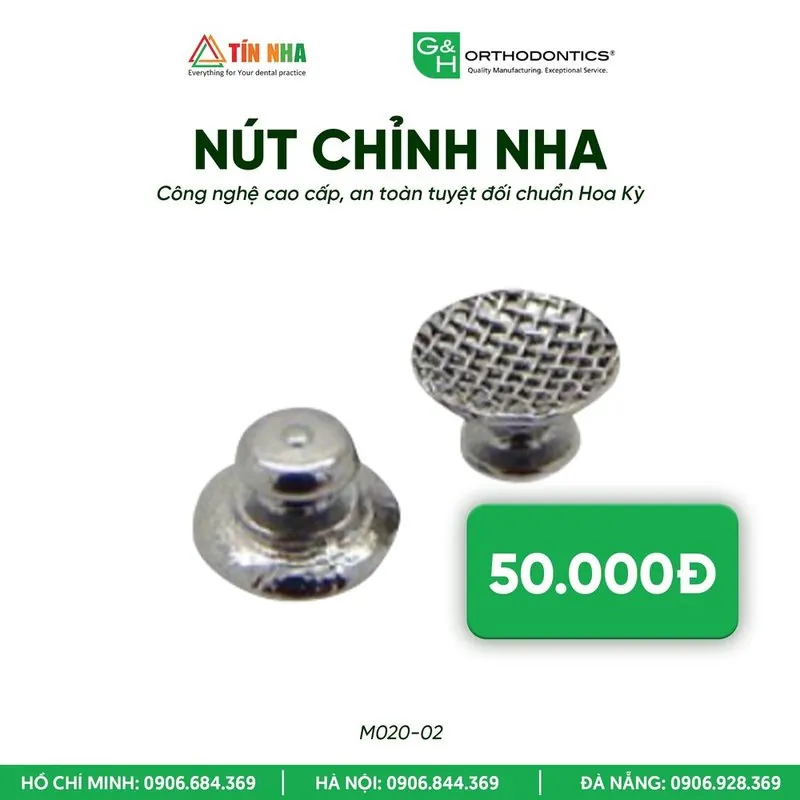 TÍN NHA
Everything for Your dental practice
G&H ORTHODONTICS®
Quality Manufacturing. Exceptional Service.
NÚT CHỈNH NHA
Công nghệ cao cấp, an toàn tuyệt đối chuẩn Hoa Kỳ
50.000Đ
M020-02
HỒ CHÍ MINH: 0906.684.369 | HÀ NỘI: 0906.844.369 | ĐÀ NẴNG: 0906.928.369